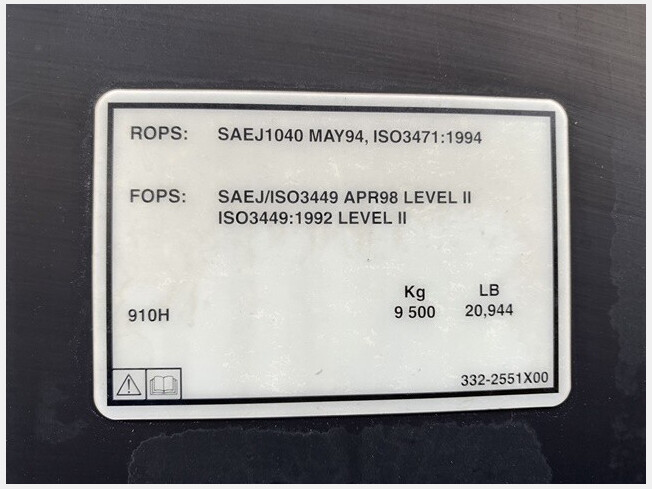 ROPS: SAEJ1040 MAY94, ISO3471:1994
FOPS: SAEJ/ISO3449 APR98 LEVEL II
ISO3449:1992 LEVEL II
Kg LB
910H 9 500 20,944
332-2551X00